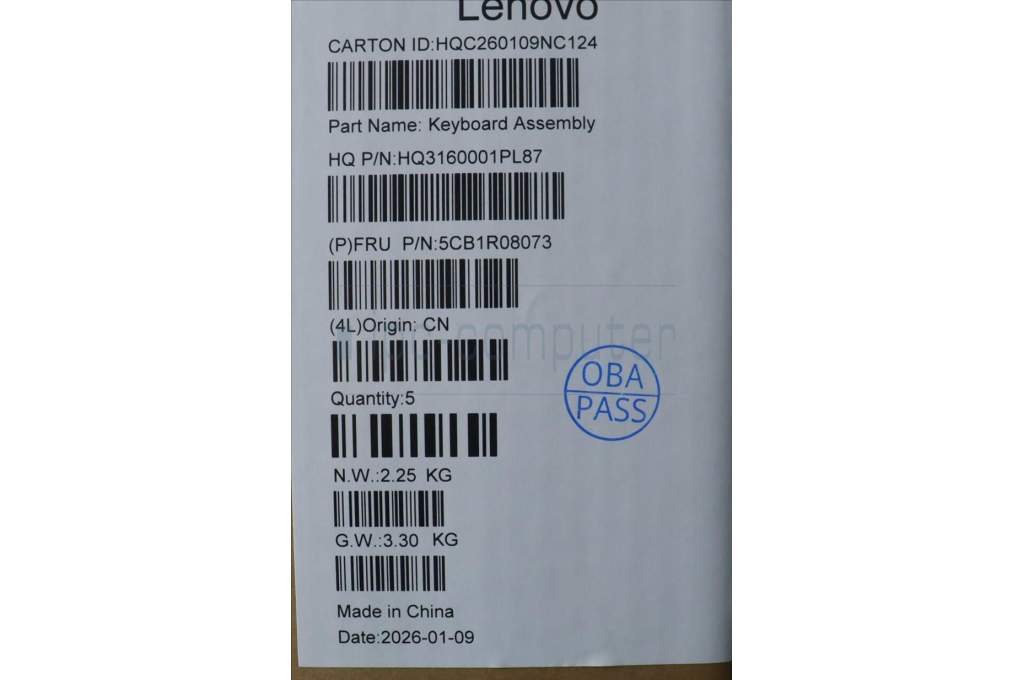 Lenovo
CARTON ID:HQC260109NC124
Part Name: Keyboard Assembly
HQ P/N:HQ3160001PL87
(P)FRU P/N:5CB1R08073
(4L)Origin: CN
Quantity:5
OBA
PASS
N.W.:2.25 KG
G.W.:3.30 KG
Made in China
Date:2026-01-09